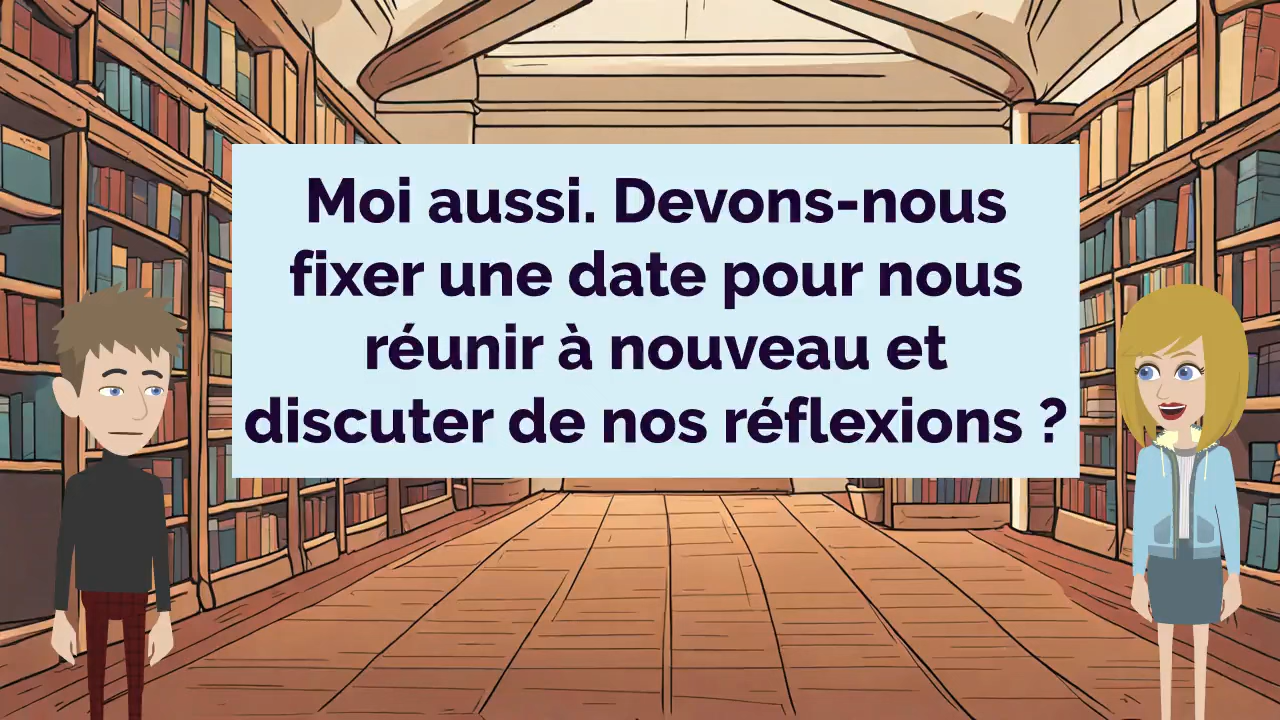 Moi aussi. Devons-nous
fixer une date pour nous
réunir à nouveau et
discuter de nos réflexions ?